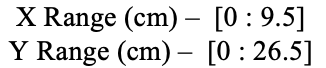 X Range (cm) – [0 : 9.5]
Y Range (cm) – [0 : 26.5]